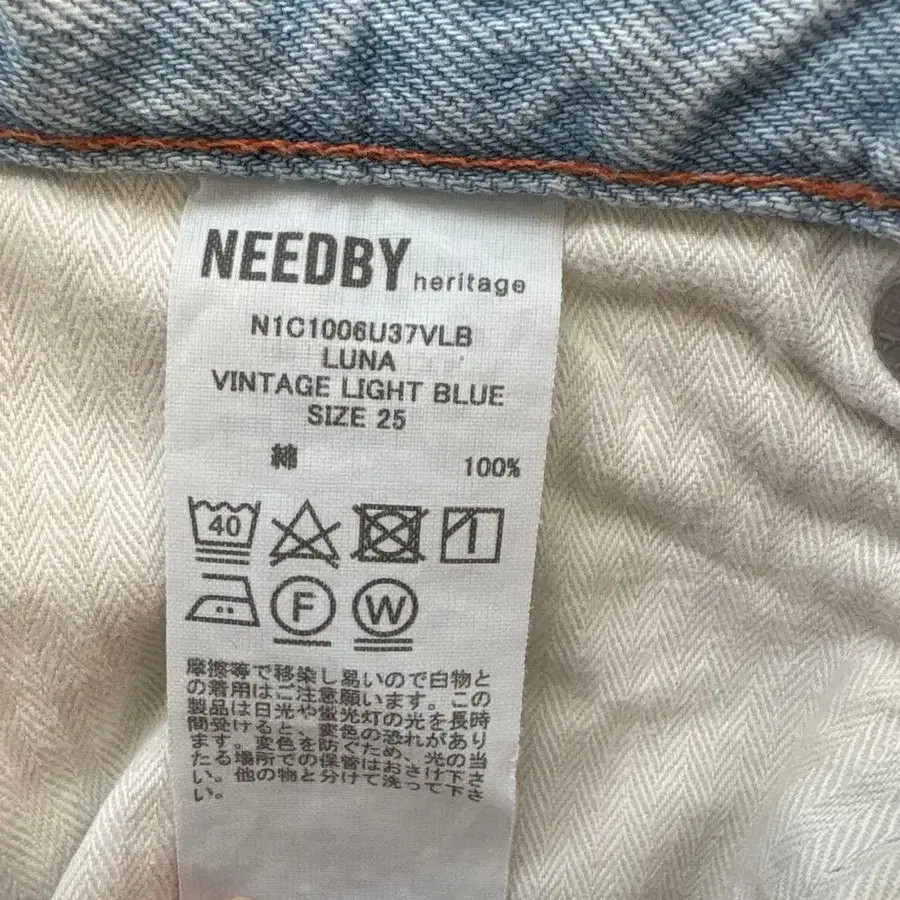 NEEDBY heritage
N1C1006U37VLB
LUNA
VINTAGE LIGHT BLUE
SIZE 25
綿 100%
40
F W
摩擦等で移染し易いので白物と
の着用はご注意願います。この
製品は日光や蛍光灯の光を長時
間受けると、変色の恐れがあり
ます。変色を防ぐため、光の当
たる場所での保管はおさけ下さ
い。他の物と分けて洗って下さ
い。